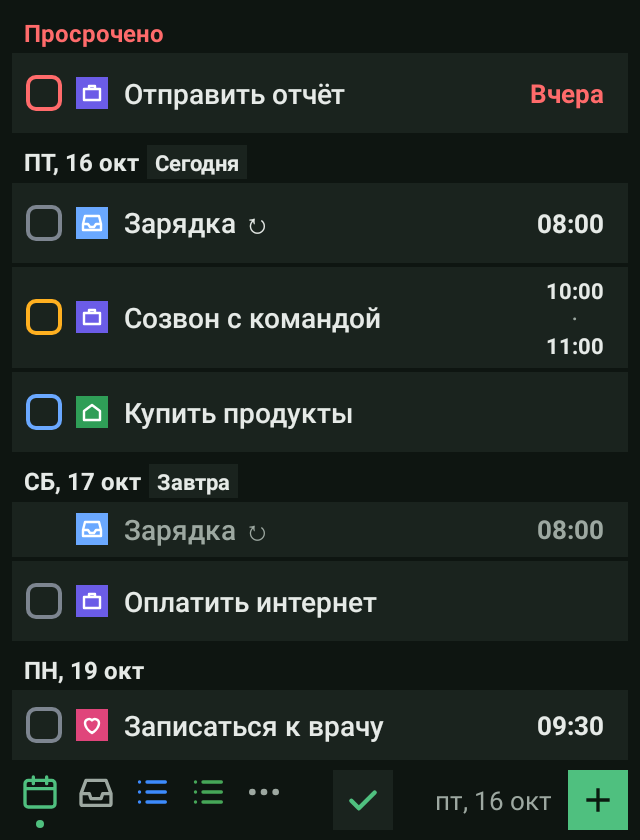 Просрочено
Отправить отчёт Вчера
ПТ, 16 окт Сегодня
Зарядка 08:00
Созвон с командой 10:00 · 11:00
Купить продукты
СБ, 17 окт Завтра
Зарядка 08:00
Оплатить интернет
ПН, 19 окт
Записаться к врачу 09:30
пт, 16 окт